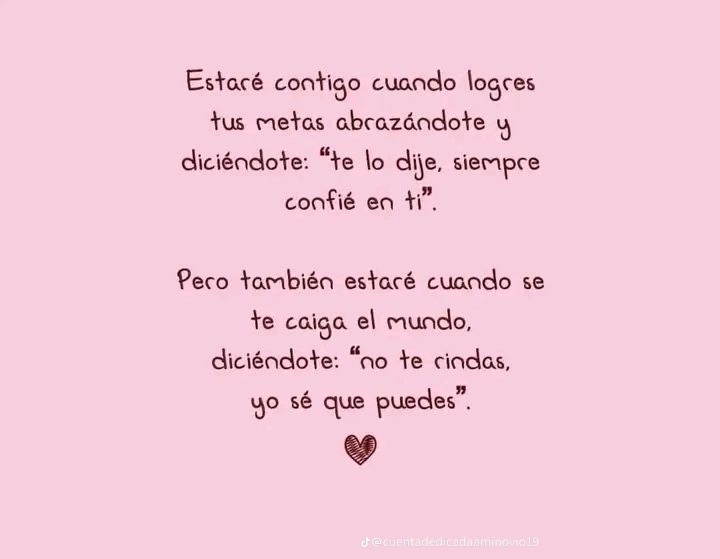 Estaré contigo cuando logres
tus metas abrazándote y
diciéndote: “te lo dije, siempre
confié en ti”.
Pero también estaré cuando se
te caiga el mundo,
diciéndote: “no te rindas,
yo sé que puedes”.
@cuentadedicadaaminovio19